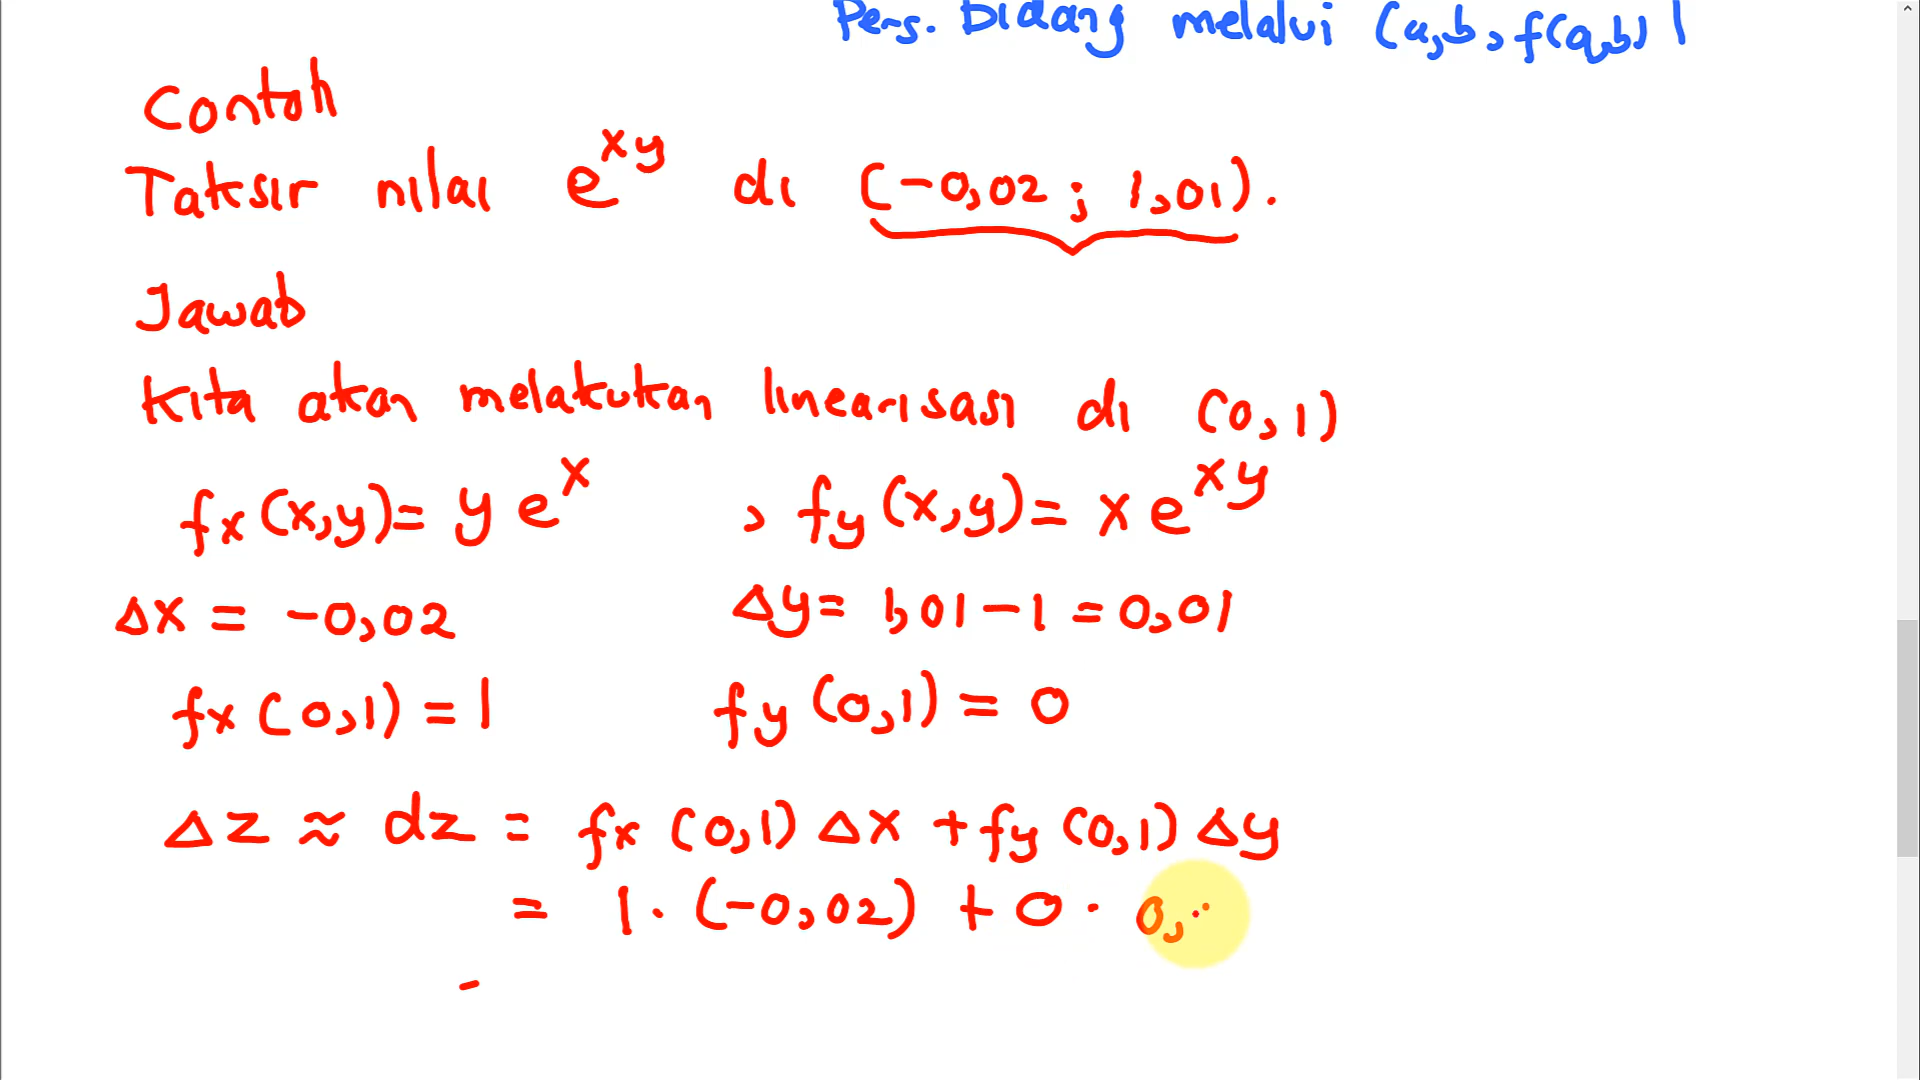 Pers. Bidang melalui (a,b,f(a,b))
Contoh
Taksir nilai e^xy di (-0,02 ; 1,01).
Jawab
Kita akan melakukan linearisasi di (0,1)
fx(x,y)= y e^x , fy(x,y)= x e^xy
Δx = -0,02 Δy= 1,01-1=0,01
fx(0,1)=1 fy(0,1)=0
Δz ≈ dz = fx(0,1) Δx + fy(0,1) Δy
= 1.(-0,02) + 0 . 0,
-